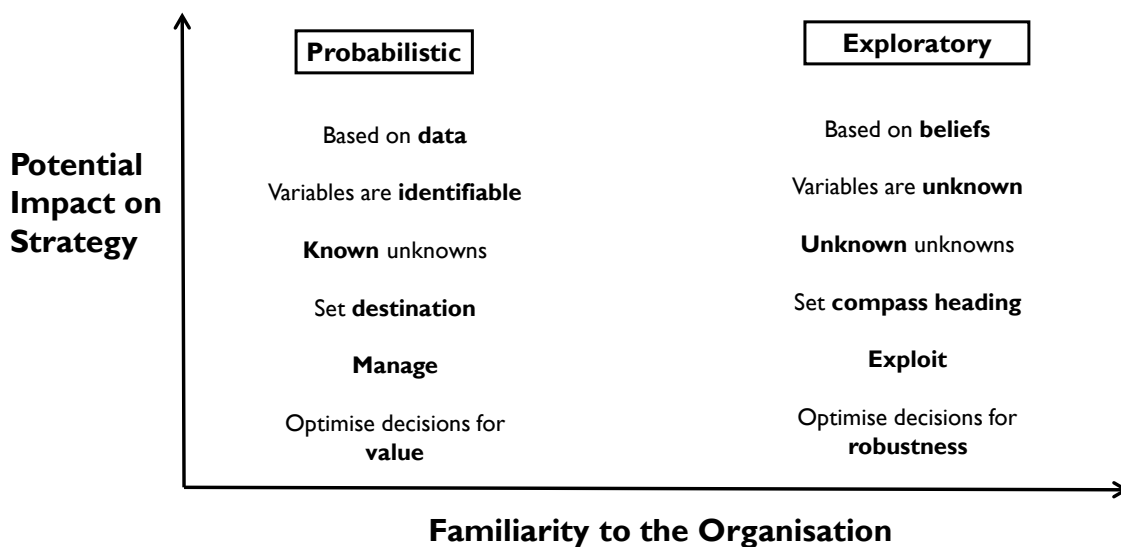 Probabilistic
Based on data
Variables are identifiable
Known unknowns
Set destination
Manage
Optimise decisions for
value
Exploratory
Based on beliefs
Variables are unknown
Unknown unknowns
Set compass heading
Exploit
Optimise decisions for
robustness
Potential
Impact on
Strategy
Familiarity to the Organisation